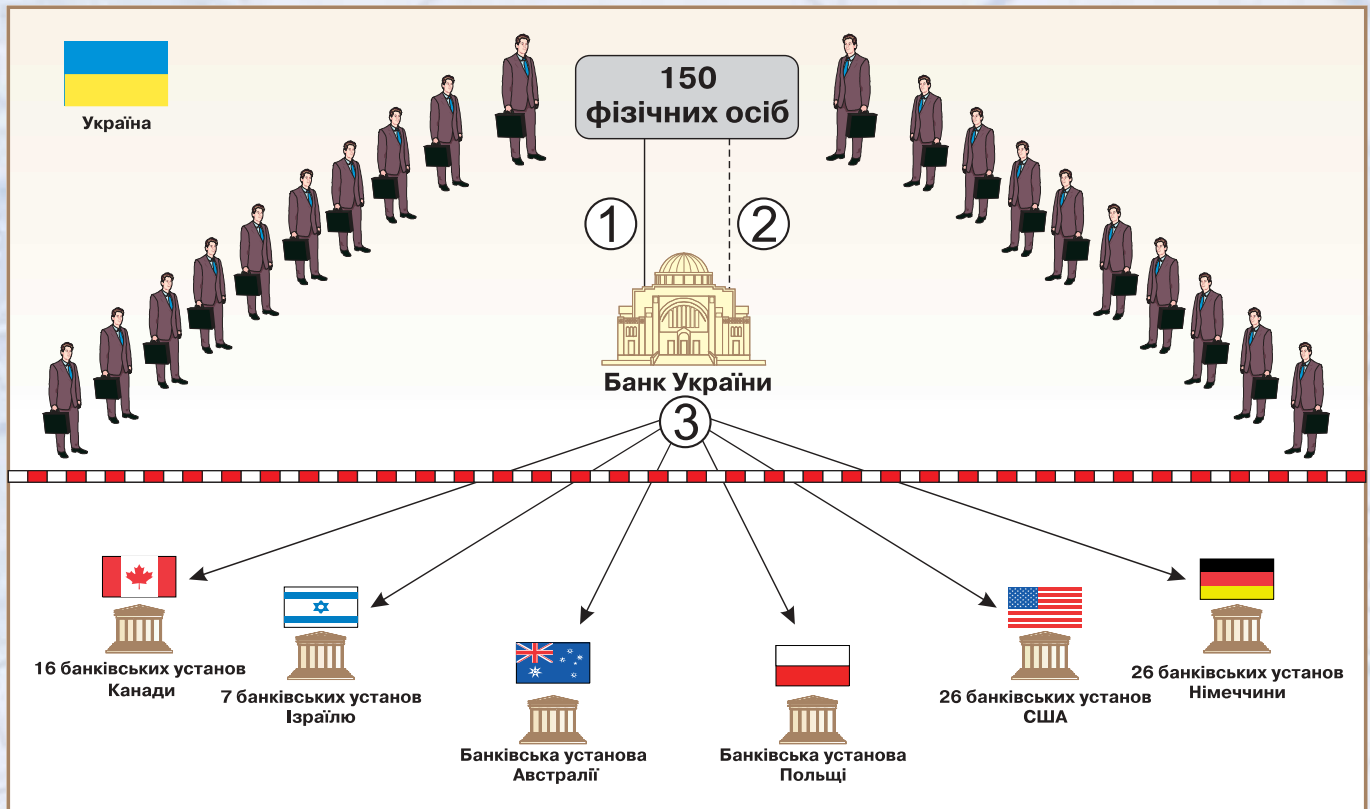 Україна
150
фізичних осіб
1
2
Банк України
3
16 банківських установ
Канади
7 банківських установ
Ізраїлю
Банківська установа
Австралії
Банківська установа
Польщі
26 банківських установ
США
26 банківських установ
Німеччини